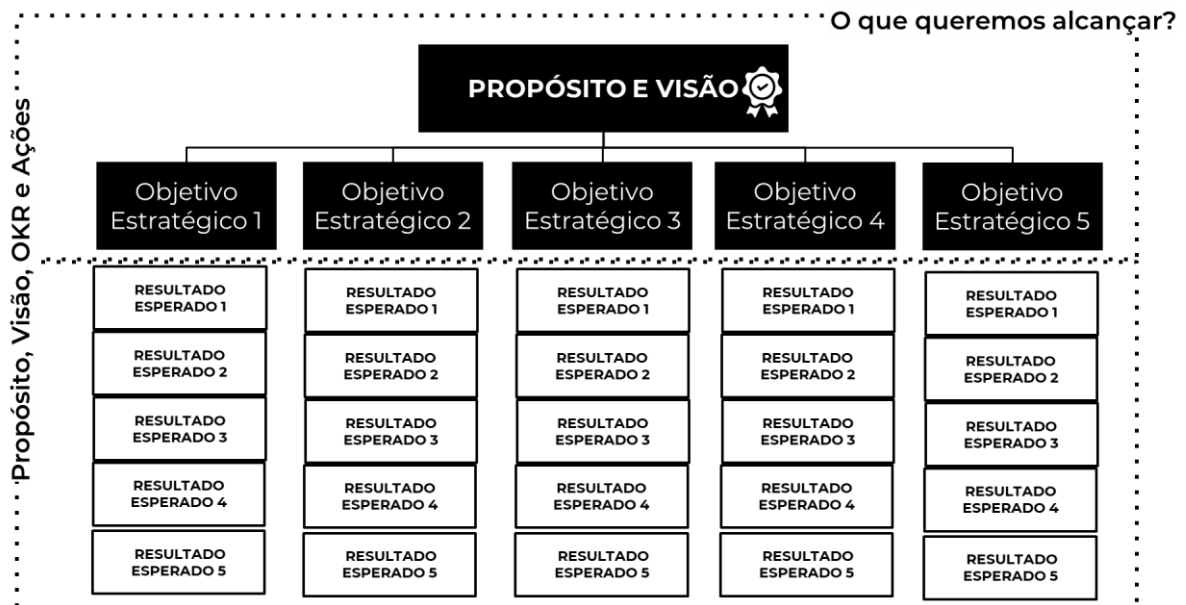 O que queremos alcançar?
Propósito, Visão, OKR e Ações
PROPÓSITO E VISÃO
Objetivo
Estratégico 1
Objetivo
Estratégico 2
Objetivo
Estratégico 3
Objetivo
Estratégico 4
Objetivo
Estratégico 5
RESULTADO
ESPERADO 1
RESULTADO
ESPERADO 1
RESULTADO
ESPERADO 1
RESULTADO
ESPERADO 1
RESULTADO
ESPERADO 1
RESULTADO
ESPERADO 2
RESULTADO
ESPERADO 2
RESULTADO
ESPERADO 2
RESULTADO
ESPERADO 2
RESULTADO
ESPERADO 2
RESULTADO
ESPERADO 3
RESULTADO
ESPERADO 3
RESULTADO
ESPERADO 3
RESULTADO
ESPERADO 3
RESULTADO
ESPERADO 3
RESULTADO
ESPERADO 4
RESULTADO
ESPERADO 4
RESULTADO
ESPERADO 4
RESULTADO
ESPERADO 4
RESULTADO
ESPERADO 4
RESULTADO
ESPERADO 5
RESULTADO
ESPERADO 5
RESULTADO
ESPERADO 5
RESULTADO
ESPERADO 5
RESULTADO
ESPERADO 5